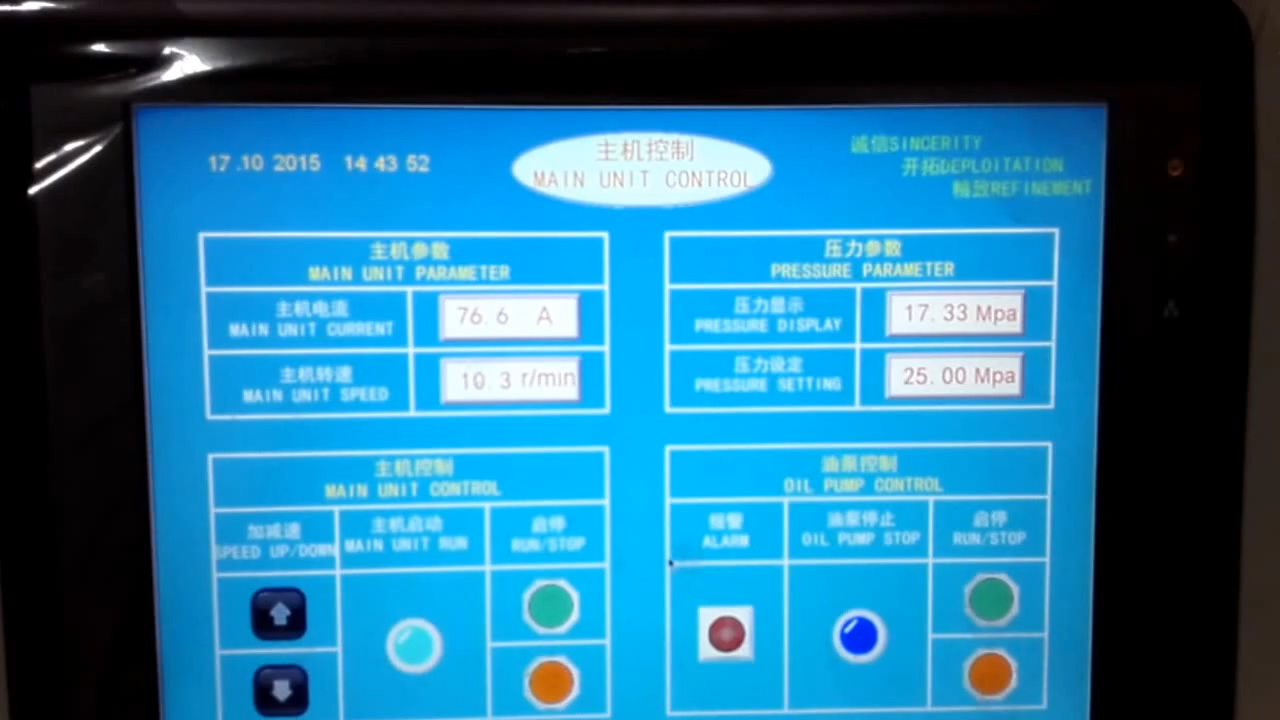 17.10 2015 14 43 52
主机控制
MAIN UNIT CONTROL
诚信SINCERITY
开拓DEPLOITATION
精致REFINEMENT
主机参数
MAIN UNIT PARAMETER
主机电流
MAIN UNIT CURRENT
76.6 A
主机转速
MAIN UNIT SPEED
10.3 r/min
压力参数
PRESSURE PARAMETER
压力显示
PRESSURE DISPLAY
17.33 Mpa
压力设定
PRESSURE SETTING
25.00 Mpa
主机控制
MAIN UNIT CONTROL
加减速
SPEED UP/DOWN
主机启动
MAIN UNIT RUN
启停
RUN/STOP
油泵控制
OIL PUMP CONTROL
报警
ALARM
油泵停止
OIL PUMP STOP
启停
RUN/STOP